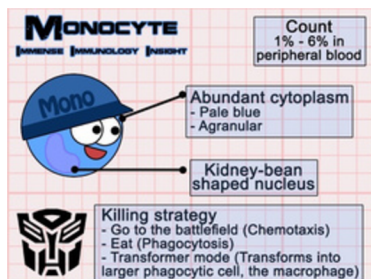 MONOCYTE
IMMENSE IMMUNOLOGY INSIGHT
Count
1% - 6% in
peripheral blood
Mono
Abundant cytoplasm
- Pale blue
- Agranular
Kidney-bean
shaped nucleus
Killing strategy
- Go to the battlefield (Chemotaxis)
- Eat (Phagocytosis)
- Transformer mode (Transforms into
larger phagocytic cell, the macrophage)